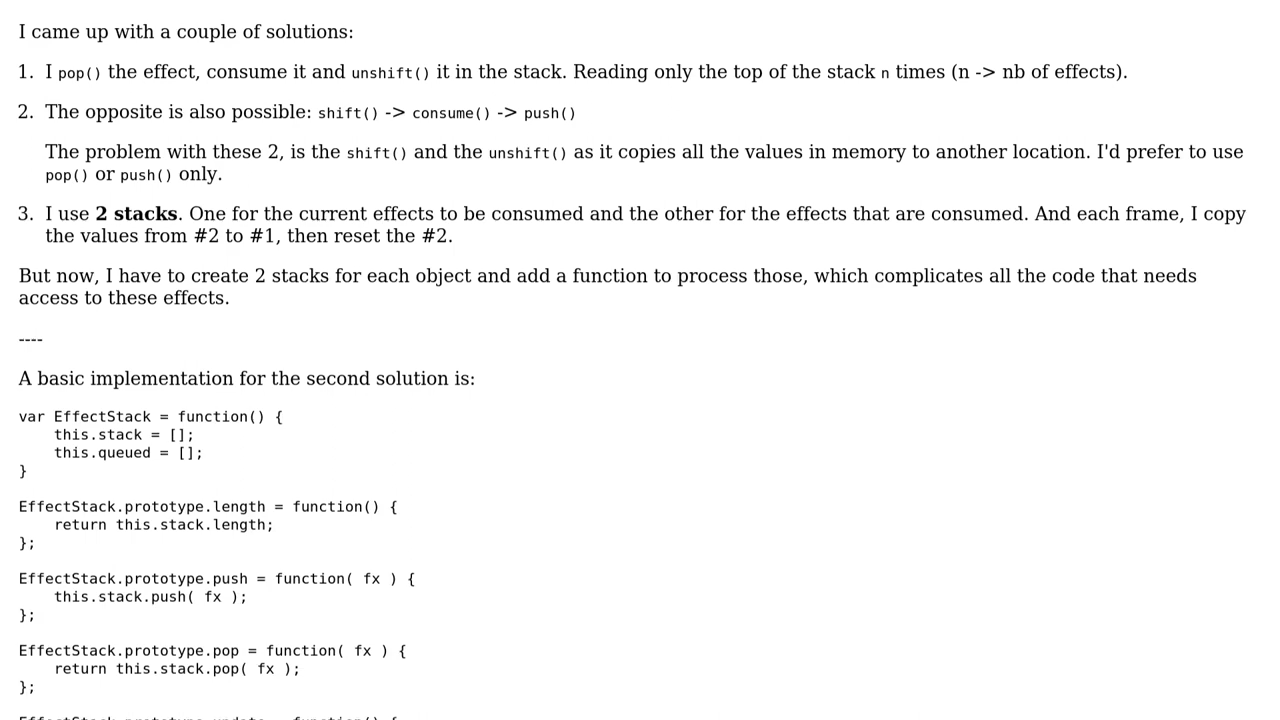 I came up with a couple of solutions:
1. I pop() the effect, consume it and unshift() it in the stack. Reading only the top of the stack n times (n -> nb of effects).
2. The opposite is also possible: shift() -> consume() -> push()
The problem with these 2, is the shift() and the unshift() as it copies all the values in memory to another location. I'd prefer to use
pop() or push() only.
3. I use 2 stacks. One for the current effects to be consumed and the other for the effects that are consumed. And each frame, I copy
the values from #2 to #1, then reset the #2.
But now, I have to create 2 stacks for each object and add a function to process those, which complicates all the code that needs
access to these effects.
----
A basic implementation for the second solution is:
var EffectStack = function() {
    this.stack = [];
    this.queued = [];
}
EffectStack.prototype.length = function() {
    return this.stack.length;
};
EffectStack.prototype.push = function( fx ) {
    this.stack.push( fx );
};
EffectStack.prototype.pop = function( fx ) {
    return this.stack.pop( fx );
};
EffectStack.prototype.update = function() {